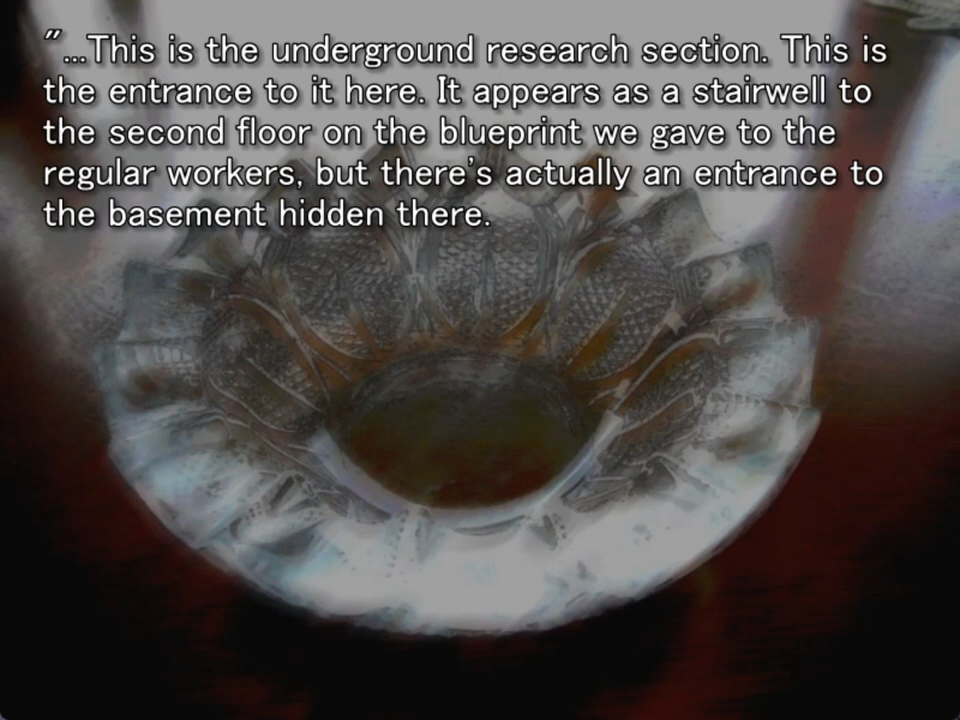 "...This is the underground research section. This is
the entrance to it here. It appears as a stairwell to
the second floor on the blueprint we gave to the
regular workers, but there's actually an entrance to
the basement hidden there.